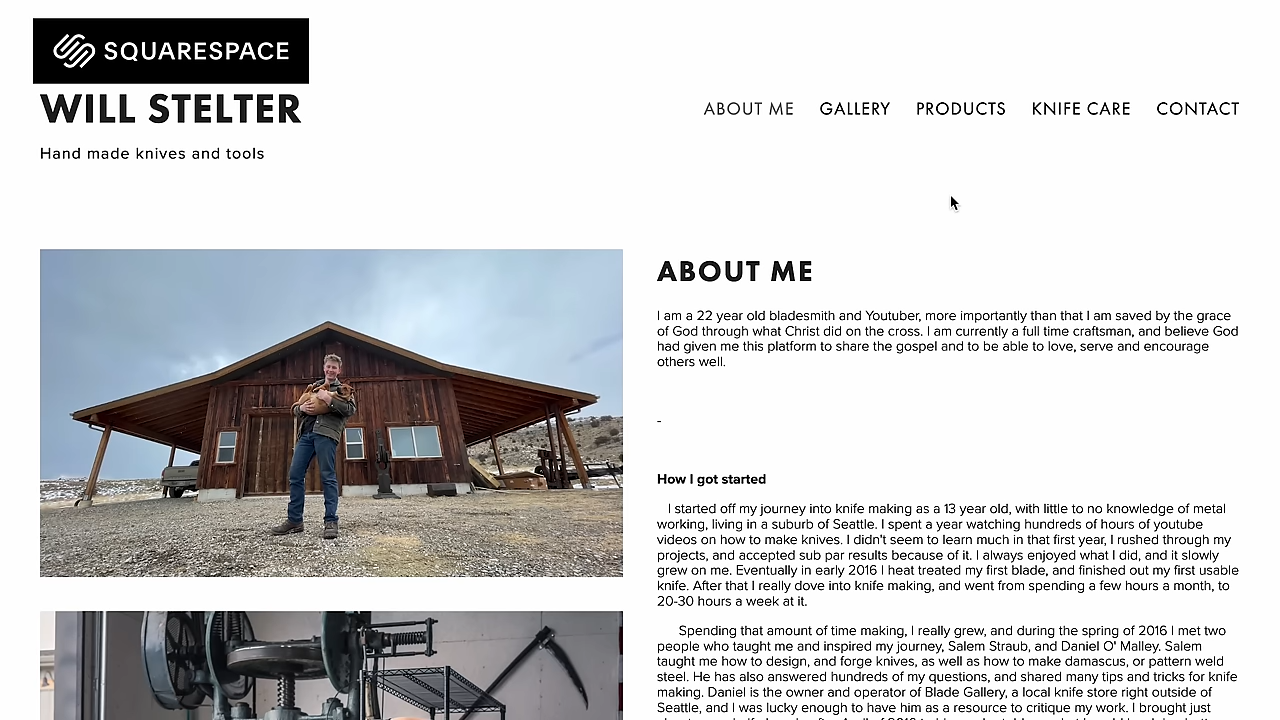 SQUARESPACE
WILL STELTER
Hand made knives and tools
ABOUT ME
GALLERY
PRODUCTS
KNIFE CARE
CONTACT
ABOUT ME
I am a 22 year old bladesmith and Youtuber, more importantly than that I am saved by the grace
of God through what Christ did on the cross. I am currently a full time craftsman, and believe God
had given me this platform to share the gospel and to be able to love, serve and encourage
others well.
-
How I got started
I started off my journey into knife making as a 13 year old, with little to no knowledge of metal
working, living in a suburb of Seattle. I spent a year watching hundreds of hours of youtube
videos on how to make knives. I didn't seem to learn much in that first year, I rushed through my
projects, and accepted sub par results because of it. I always enjoyed what I did, and it slowly
grew on me. Eventually in early 2016 I heat treated my first blade, and finished out my first usable
knife. After that I really dove into knife making, and went from spending a few hours a month, to
20-30 hours a week at it.
Spending that amount of time making, I really grew, and during the spring of 2016 I met two
people who taught me and inspired my journey, Salem Straub, and Daniel O' Malley. Salem
taught me how to design, and forge knives, as well as how to make damascus, or pattern weld
steel. He has also answered hundreds of my questions, and shared many tips and tricks for knife
making. Daniel is the owner and operator of Blade Gallery, a local knife store right outside of
Seattle, and I was lucky enough to have him as a resource to critique my work. I brought just